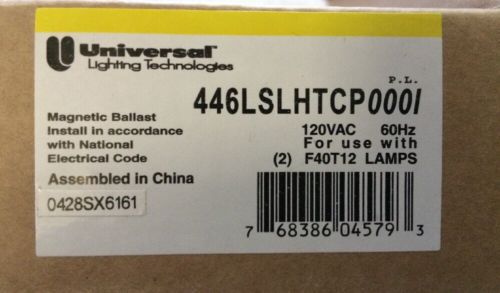 Universal™
Lighting Technologies
P.L.
446LSLHTCP000I
Magnetic Ballast
Install in accordance
with National
Electrical Code
120VAC 60Hz
For use with
(2) F40T12 LAMPS
Assembled in China
0428SX6161
7 68386 04579 3